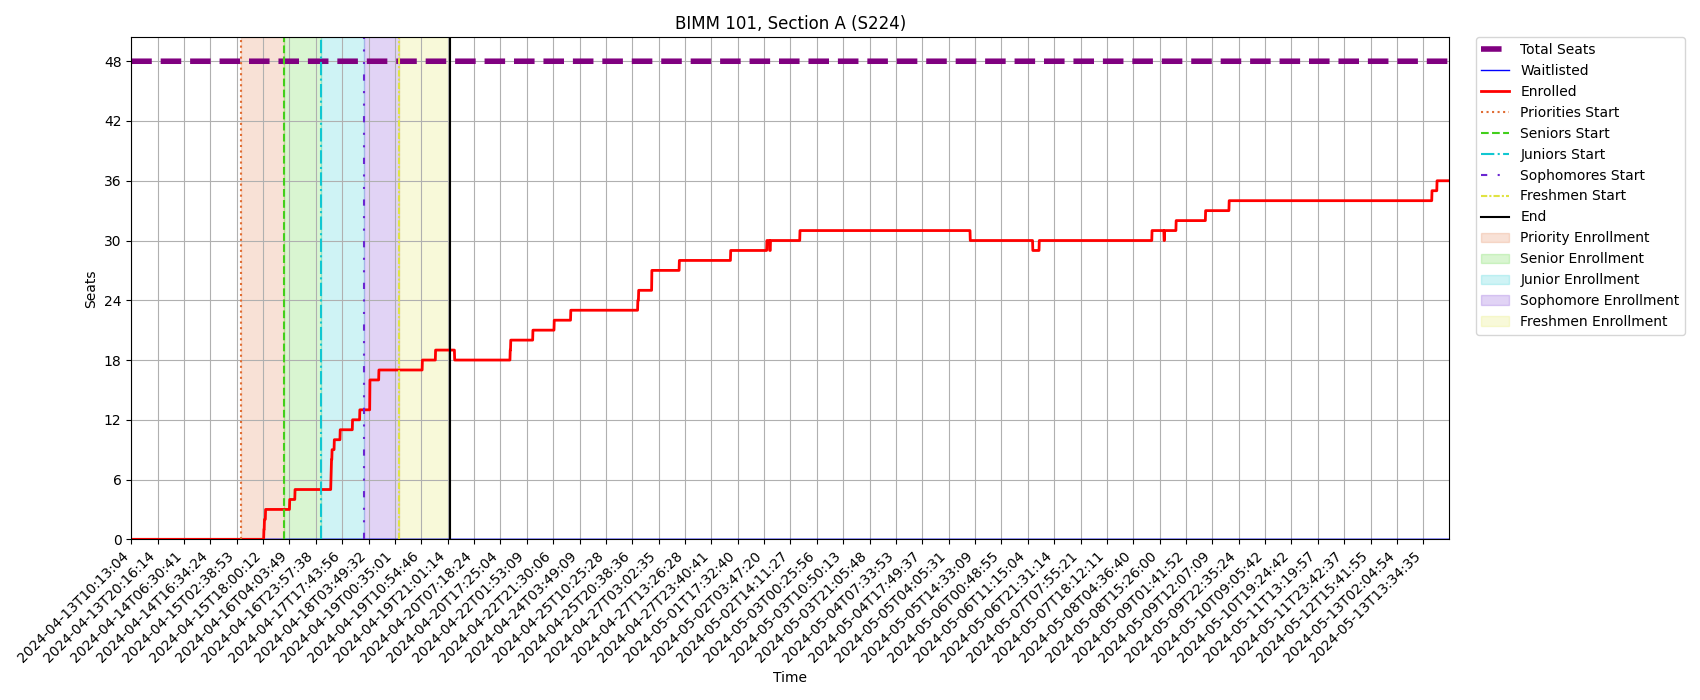 BIMM 101, Section A (S224)
Seats
48
42
36
30
24
18
12
6
0
2024-04-13T10:13:04
2024-04-13T20:16:14
2024-04-14T06:30:41
2024-04-14T16:34:24
2024-04-15T02:38:53
2024-04-15T18:00:12
2024-04-16T04:03:49
2024-04-16T23:57:38
2024-04-17T17:43:56
2024-04-18T03:49:32
2024-04-19T00:35:01
2024-04-19T10:54:46
2024-04-19T21:01:14
2024-04-20T07:18:24
2024-04-20T17:25:04
2024-04-22T01:53:09
2024-04-22T21:30:06
2024-04-24T03:49:09
2024-04-25T10:25:28
2024-04-25T20:38:36
2024-04-27T03:02:35
2024-04-27T13:26:28
2024-04-27T23:40:41
2024-05-01T17:32:40
2024-05-02T03:47:20
2024-05-02T14:11:27
2024-05-03T00:25:56
2024-05-03T10:50:13
2024-05-03T21:05:48
2024-05-04T07:33:53
2024-05-04T17:49:37
2024-05-05T04:05:31
2024-05-05T14:33:09
2024-05-06T00:48:55
2024-05-06T11:15:04
2024-05-06T21:31:14
2024-05-07T07:55:21
2024-05-07T18:12:11
2024-05-08T04:36:40
2024-05-08T15:26:00
2024-05-09T01:41:52
2024-05-09T12:07:09
2024-05-09T22:35:24
2024-05-10T09:05:42
2024-05-10T19:24:42
2024-05-11T13:19:57
2024-05-11T23:42:37
2024-05-12T15:41:55
2024-05-13T02:04:54
2024-05-13T13:34:35
Time
Total Seats
Waitlisted
Enrolled
Priorities Start
Seniors Start
Juniors Start
Sophomores Start
Freshmen Start
End
Priority Enrollment
Senior Enrollment
Junior Enrollment
Sophomore Enrollment
Freshmen Enrollment